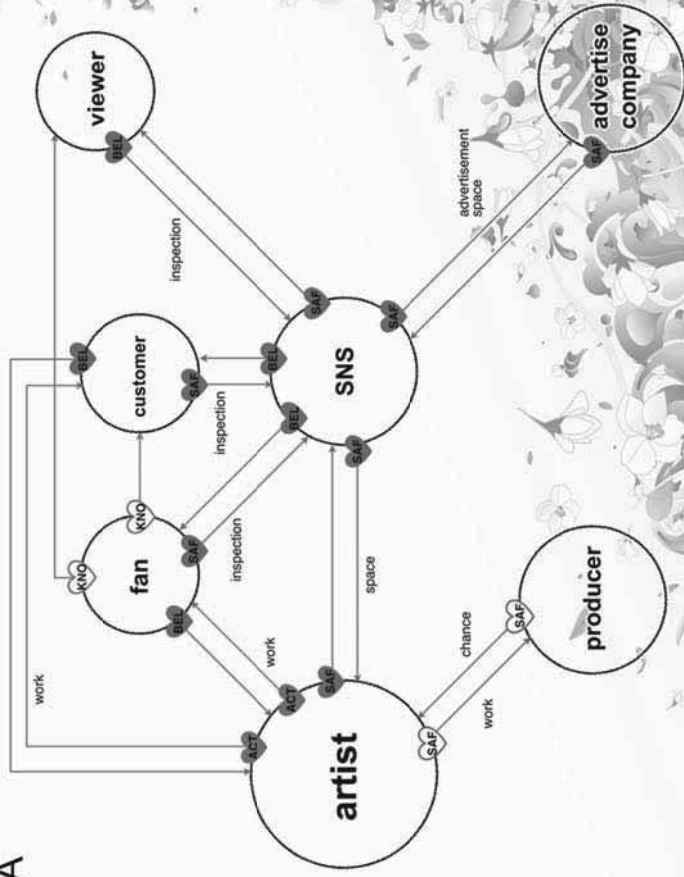 A
viewer
BEL
inspection
customer
BEL
SAF
inspection
fan
KNO
KNO
SAF
BEL
inspection
SNS
BEL
BEL
SAF
SAF
SAF
advertisement
space
advertise
company
SAF
work
work
space
artist
ACT
ACT
SAF
SAF
chance
work
producer
SAF